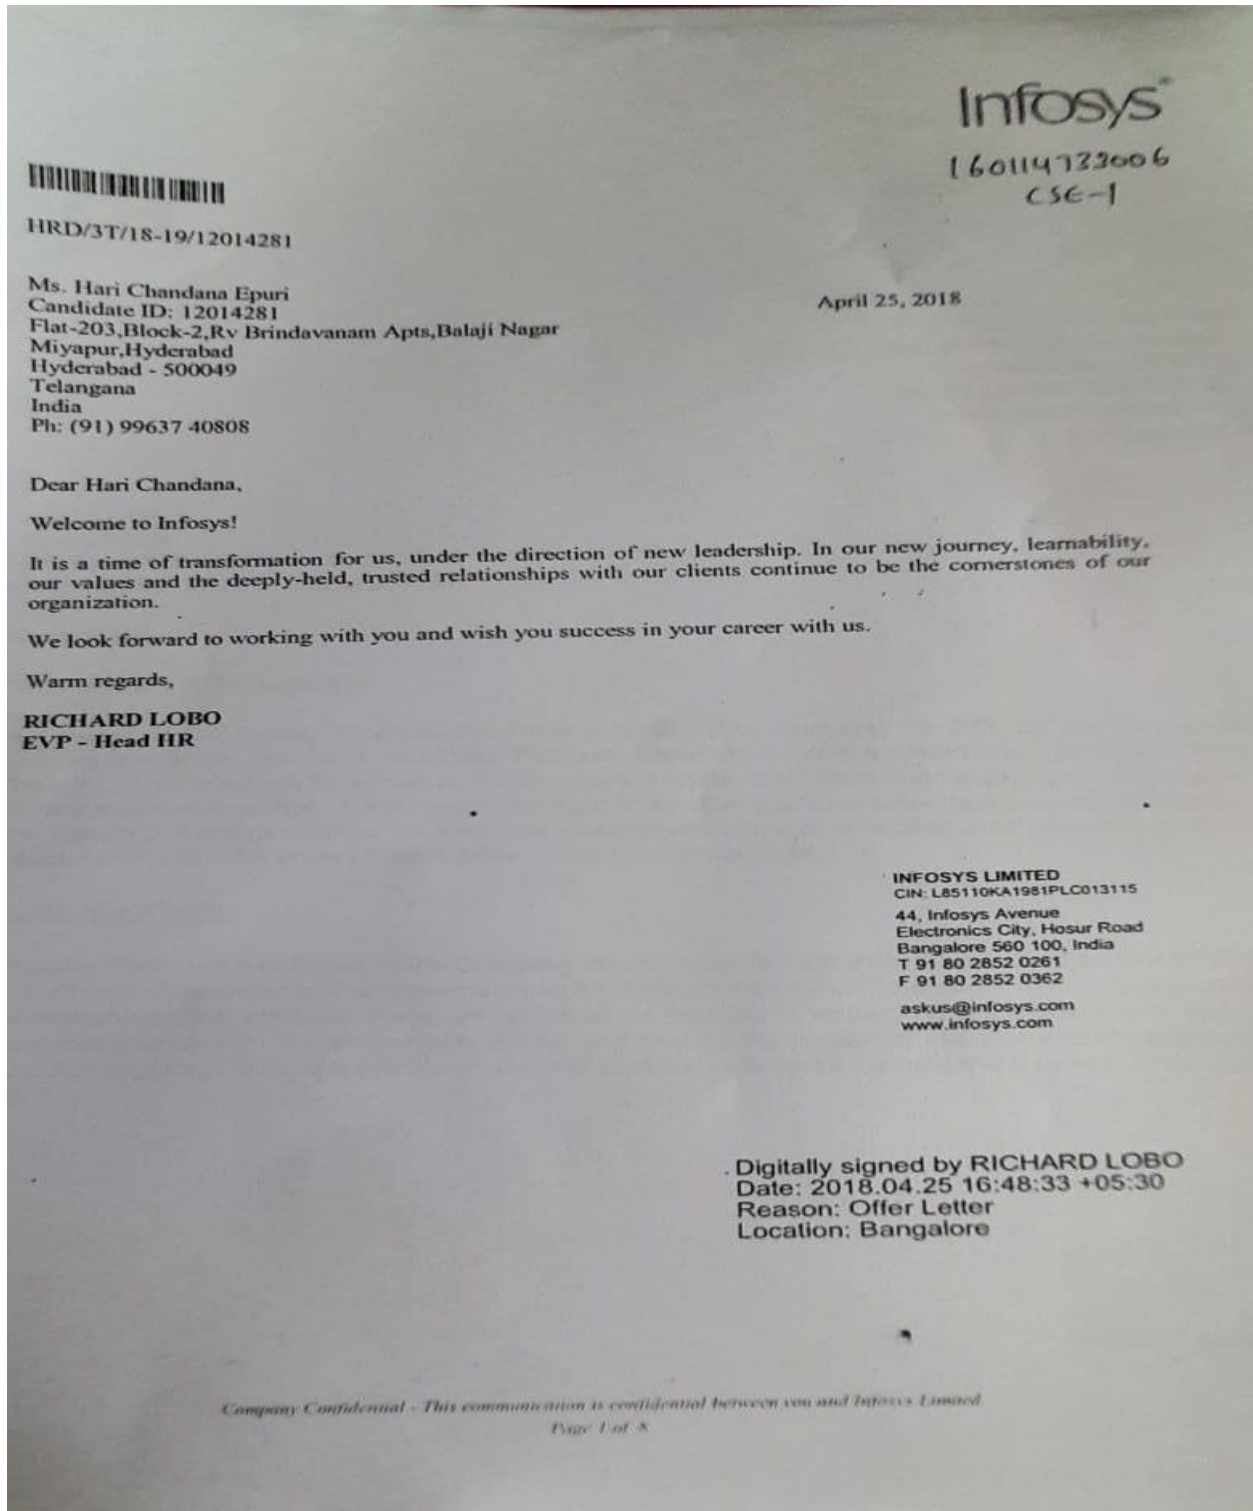 Infosys®
160114733006
CSE-1
HRD/3T/18-19/12014281
Ms. Hari Chandana Epuri
Candidate ID: 12014281
Flat-203,Block-2,Rv Brindavanam Apts,Balaji Nagar
Miyapur,Hyderabad
Hyderabad - 500049
Telangana
India
Ph: (91) 99637 40808
April 25, 2018
Dear Hari Chandana,
Welcome to Infosys!
It is a time of transformation for us, under the direction of new leadership. In our new journey, learnability,
our values and the deeply-held, trusted relationships with our clients continue to be the cornerstones of our
organization.
We look forward to working with you and wish you success in your career with us.
Warm regards,
RICHARD LOBO
EVP - Head HR
INFOSYS LIMITED
CIN: L85110KA1981PLC013115
44, Infosys Avenue
Electronics City, Hosur Road
Bangalore 560 100, India
T 91 80 2852 0261
F 91 80 2852 0362
askus@infosys.com
www.infosys.com
Digitally signed by RICHARD LOBO
Date: 2018.04.25 16:48:33 +05:30
Reason: Offer Letter
Location: Bangalore
Company Confidential - This communication is confidential between you and Infosys Limited
Page 1 of 8